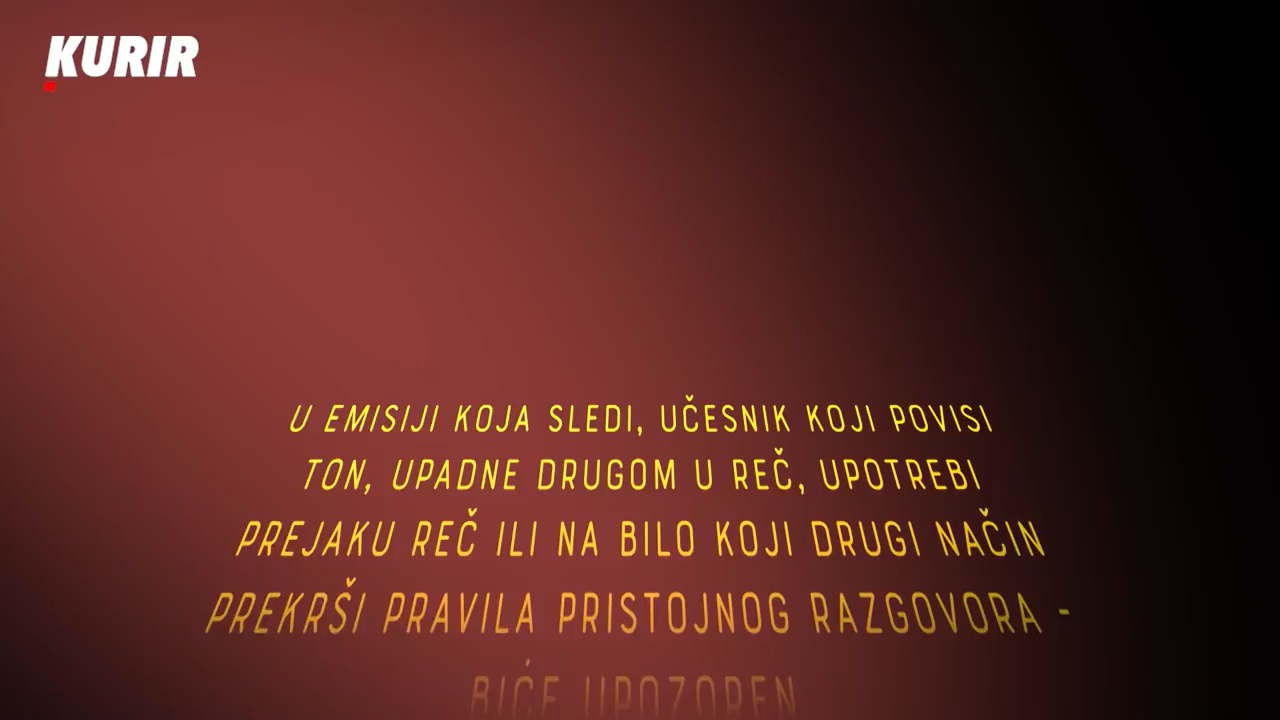 KURIR
U EMISIJI KOJA SLEDI, UČESNIK KOJI POVISI
TON, UPADNE DRUGOM U REČ, UPOTREBI
PREJAKU REČ ILI NA BILO KOJI DRUGI NAČIN
PREKRŠI PRAVILA PRISTOJNOG RAZGOVORA -
BIĆE UPOZOREN